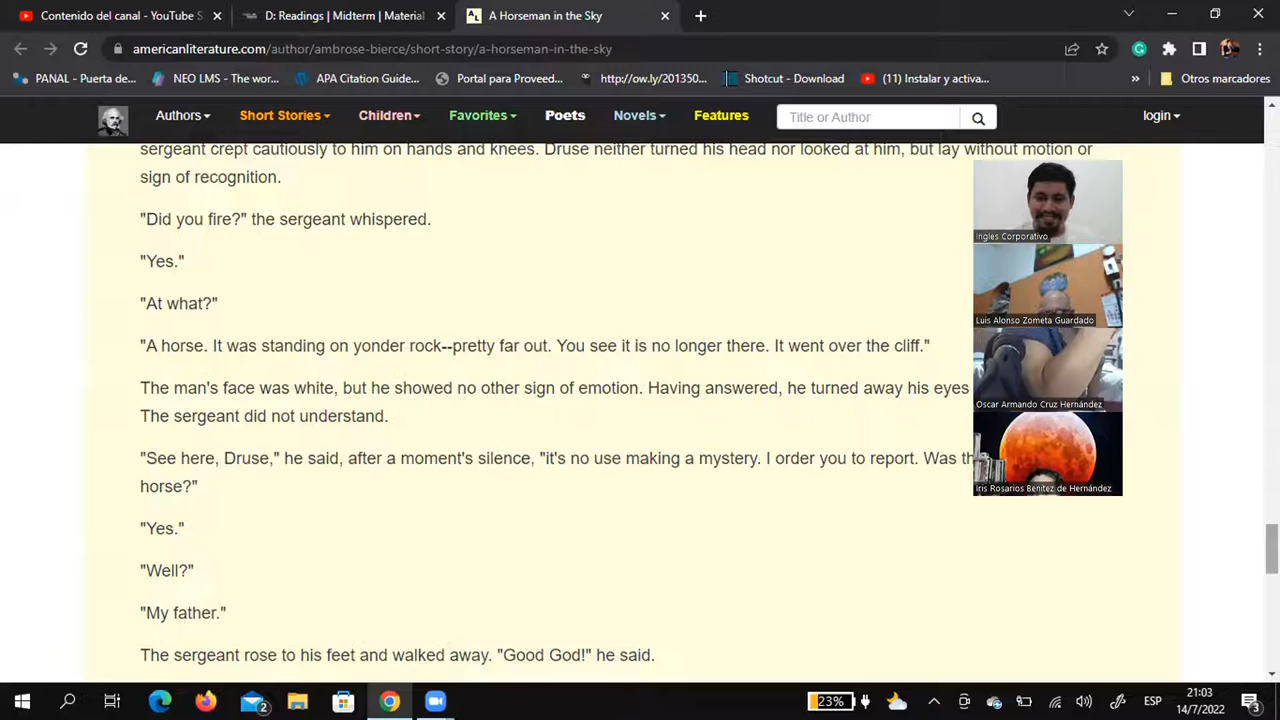 Contenido del canal - YouTube S
D: Readings | Midterm | Material
A Horseman in the Sky
americanliterature.com/author/ambrose-bierce/short-story/a-horseman-in-the-sky
PANAL - Puerta de...
NEO LMS - The wor...
APA Citation Guide...
Portal para Proveed...
http://ow.ly/201350...
Shotcut - Download
(11) Instalar y activa...
»
Otros marcadores
Authors
Short Stories
Children
Favorites
Poets
Novels
Features
Title or Author
login
sergeant crept cautiously to him on hands and knees. Druse neither turned his head nor looked at him, but lay without motion or
sign of recognition.
"Did you fire?" the sergeant whispered.
"Yes."
"At what?"
"A horse. It was standing on yonder rock--pretty far out. You see it is no longer there. It went over the cliff."
The man's face was white, but he showed no other sign of emotion. Having answered, he turned away his eyes
The sergeant did not understand.
"See here, Druse," he said, after a moment's silence, "it's no use making a mystery. I order you to report. Was th
horse?"
"Yes."
"Well?"
"My father."
The sergeant rose to his feet and walked away. "Good God!" he said.
Ingles Corporativo
Luis Alonso Zometa Guardado
Oscar Armando Cruz Hernández
Iris Rosarios Benítez de Hernández
2
23%
ESP
21:03
14/7/2022
3